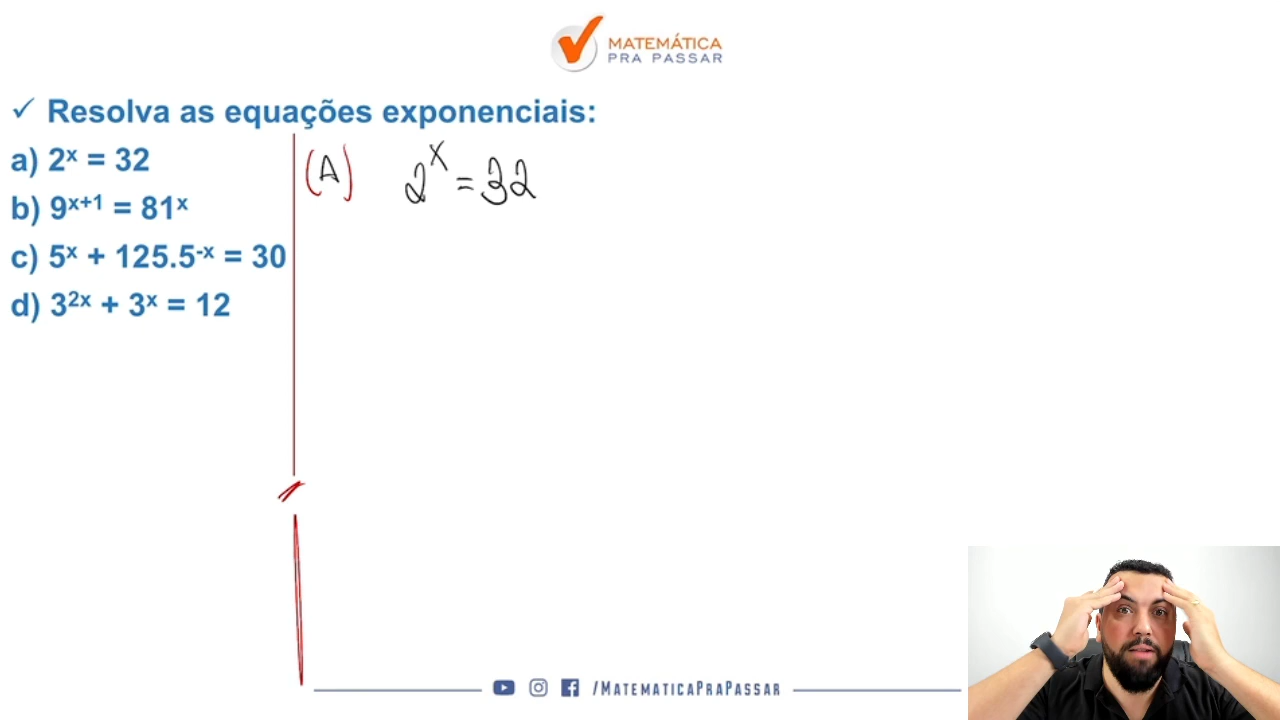 MATEMÁTICA
PRA PASSAR
✓ Resolva as equações exponenciais:
a) 2ˣ = 32
b) 9ˣ⁺¹ = 81ˣ
c) 5ˣ + 125.5⁻ˣ = 30
d) 3²ˣ + 3ˣ = 12
(A) 2ˣ = 32
/MATEMATICAPRAPASSAR